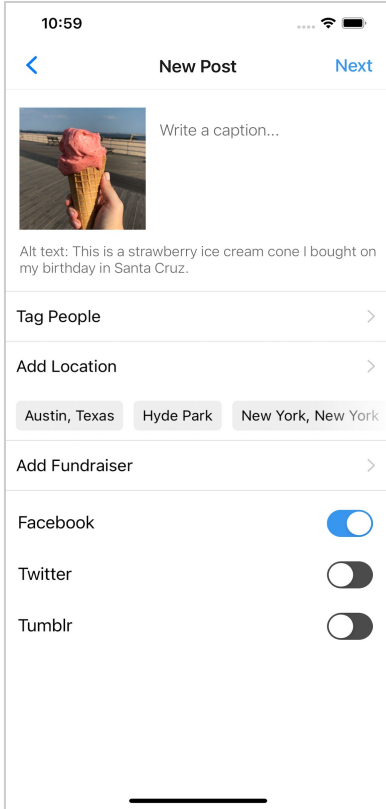 10:59
New Post
Next
Write a caption...
Alt text: This is a strawberry ice cream cone I bought on
my birthday in Santa Cruz.
Tag People
Add Location
Austin, Texas
Hyde Park
New York, New York
Add Fundraiser
Facebook
Twitter
Tumblr